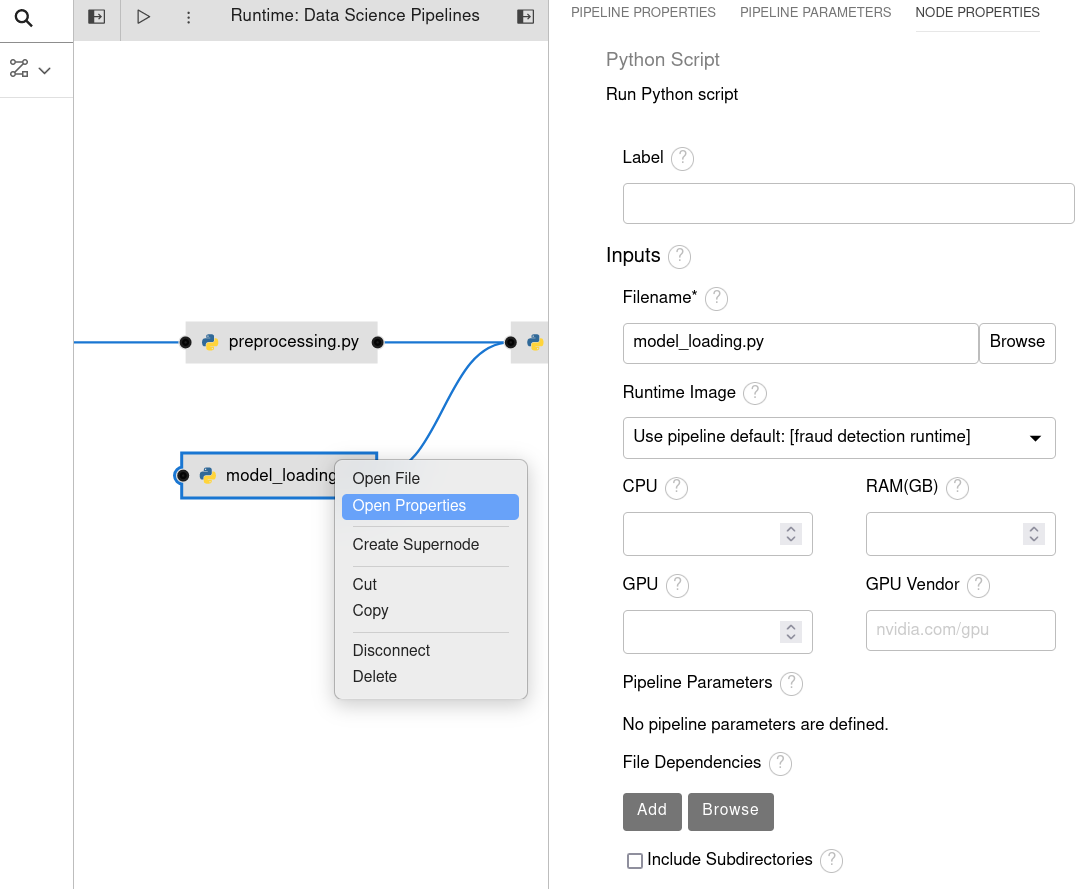 Runtime: Data Science Pipelines
PIPELINE PROPERTIES PIPELINE PARAMETERS NODE PROPERTIES
Python Script
Run Python script
Label ?
Inputs ?
Filename* ?
model_loading.py Browse
Runtime Image ?
Use pipeline default: [fraud detection runtime]
CPU ? RAM(GB) ?
GPU ? GPU Vendor ?
nvidia.com/gpu
Pipeline Parameters ?
No pipeline parameters are defined.
File Dependencies ?
Add Browse
Include Subdirectories ?
preprocessing.py
model_loading
Open File
Open Properties
Create Supernode
Cut
Copy
Disconnect
Delete